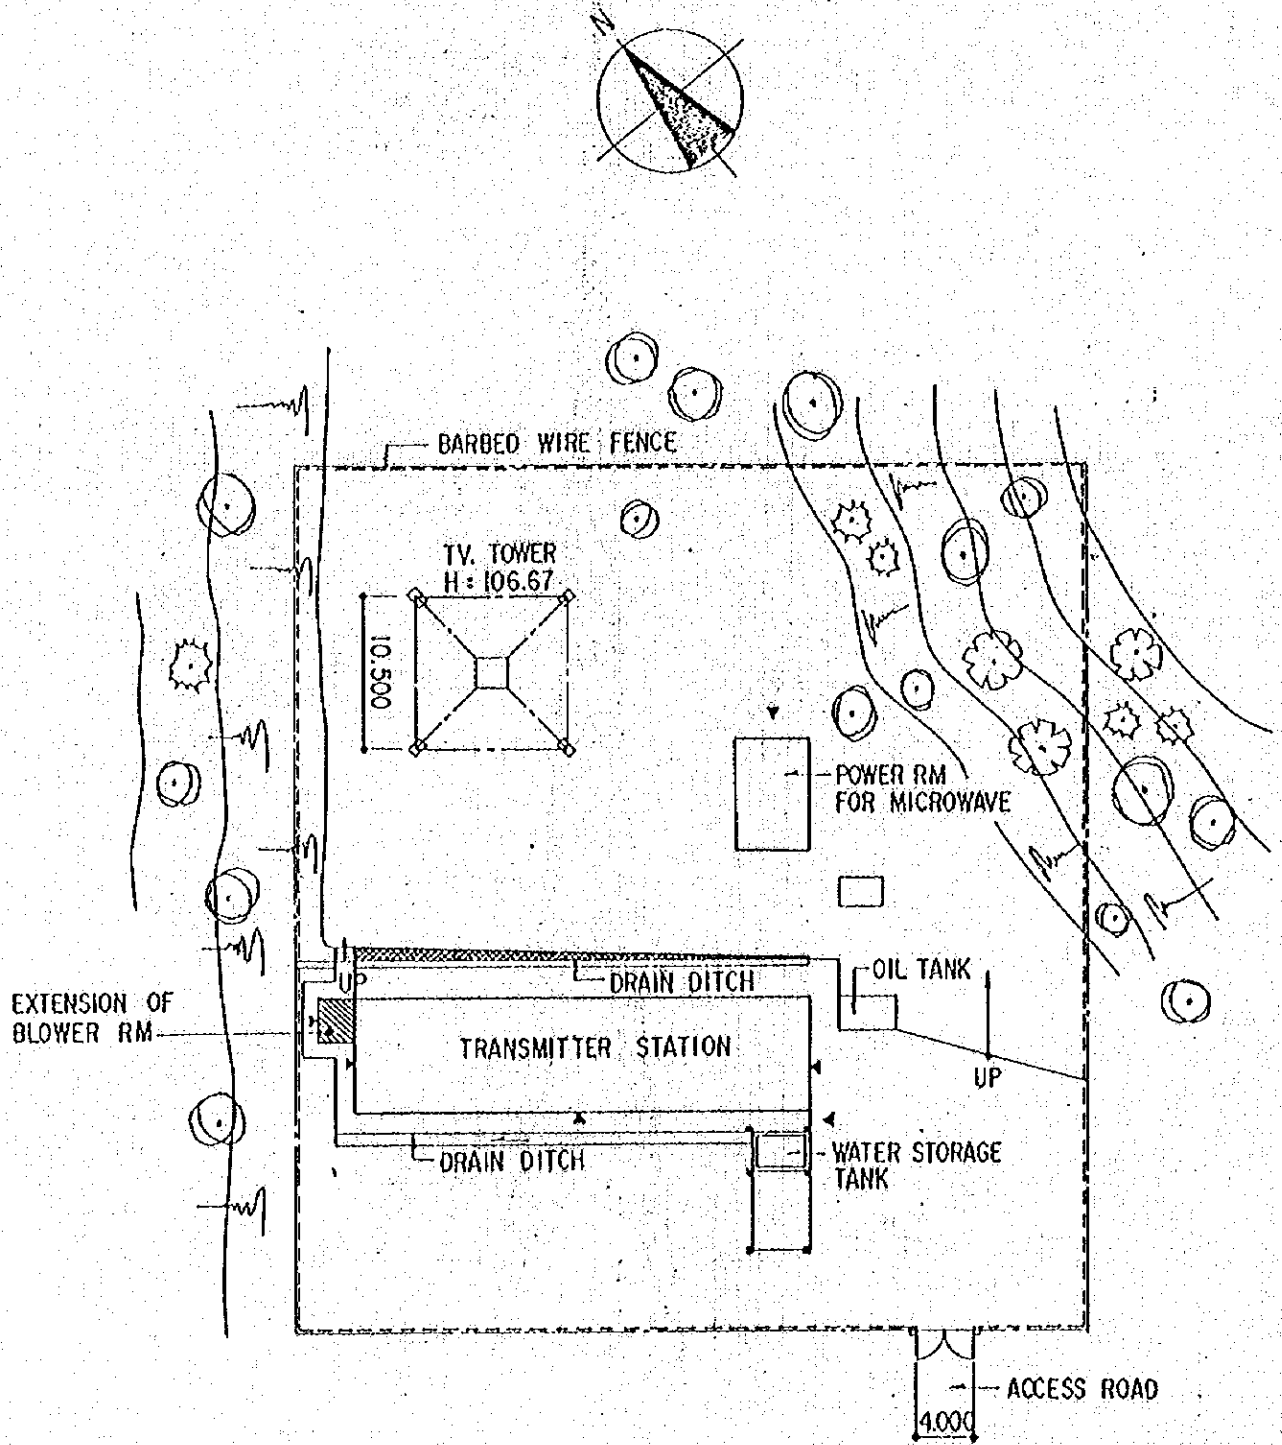 N
BARBED WIRE FENCE
TV. TOWER
H = 106.67
10.500
POWER RM
FOR MICROWAVE
OIL TANK
UP
DRAIN DITCH
EXTENSION OF
BLOWER RM
TRANSMITTER STATION
UP
DRAIN DITCH
WATER STORAGE
TANK
ACCESS ROAD
4.000